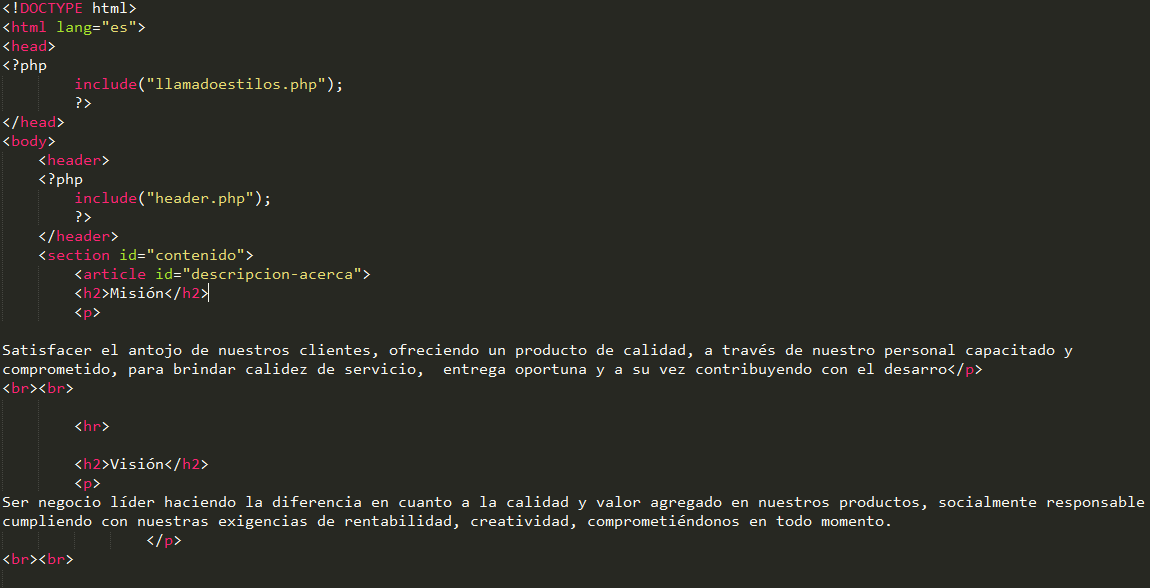 <!DOCTYPE html>
<html lang="es">
<head>
<?php
include("llamadoestilos.php");
?>
</head>
<body>
<header>
<?php
include("header.php");
?>
</header>
<section id="contenido">
<article id="descripcion-acerca">
<h2>Misión</h2>
<p>
Satisfacer el antojo de nuestros clientes, ofreciendo un producto de calidad, a través de nuestro personal capacitado y
comprometido, para brindar calidez de servicio,  entrega oportuna y a su vez contribuyendo con el desarro</p>
<br><br>
<hr>
<h2>Visión</h2>
<p>
Ser negocio líder haciendo la diferencia en cuanto a la calidad y valor agregado en nuestros productos, socialmente responsable
cumpliendo con nuestras exigencias de rentabilidad, creatividad, comprometiéndonos en todo momento.
</p>
<br><br>